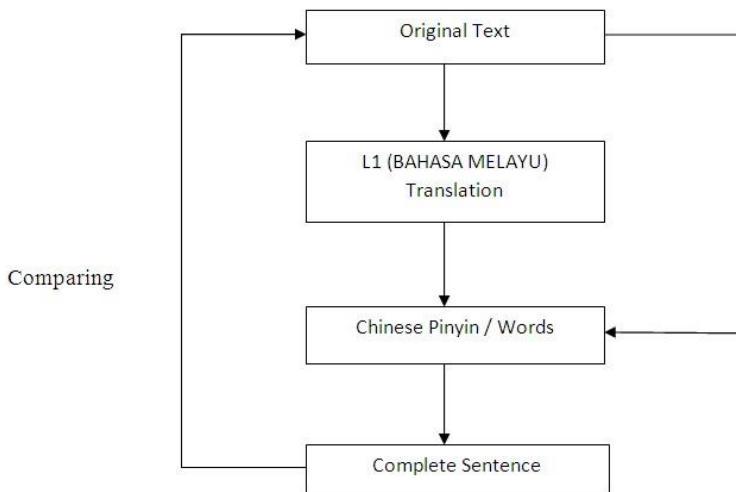 Original Text
L1 (BAHASA MELAYU)
Translation
Comparing
Chinese Pinyin / Words
Complete Sentence